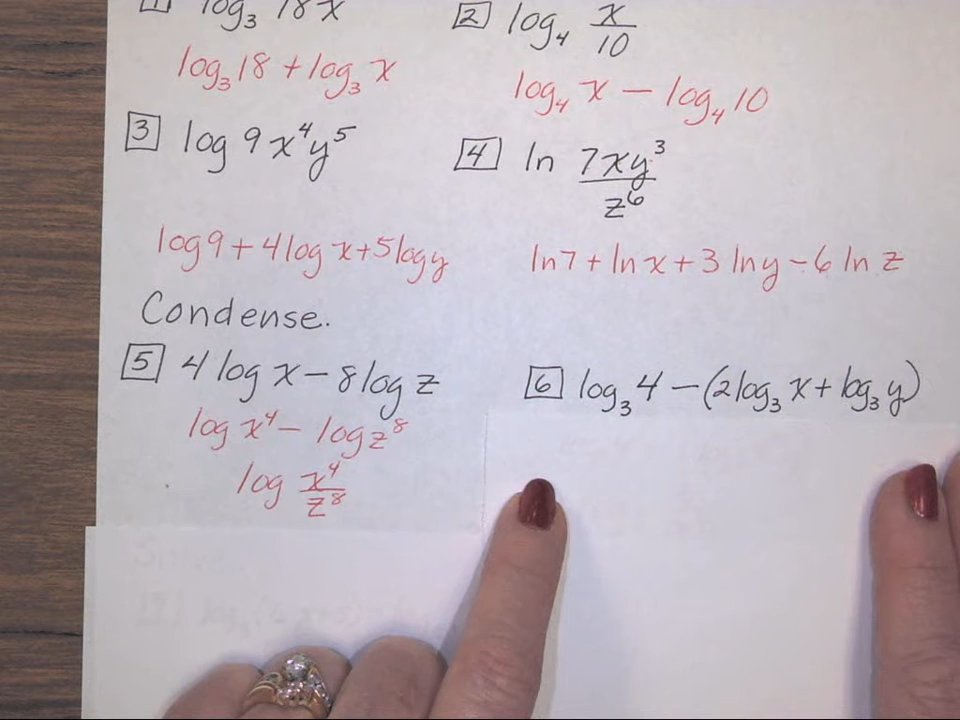 1 log₃ 18x
2 log₄ x/10
log₃18 + log₃ x
log₄ x − log₄ 10
3 log 9x⁴y⁵
4 ln 7xy³/z⁶
log 9 + 4 log x + 5 log y
ln 7 + ln x + 3 ln y − 6 ln z
Condense.
5 4 log x − 8 log z
6 log₃ 4 − (2 log₃ x + log₃ y)
log x⁴ − log z⁸
log x⁴/z⁸